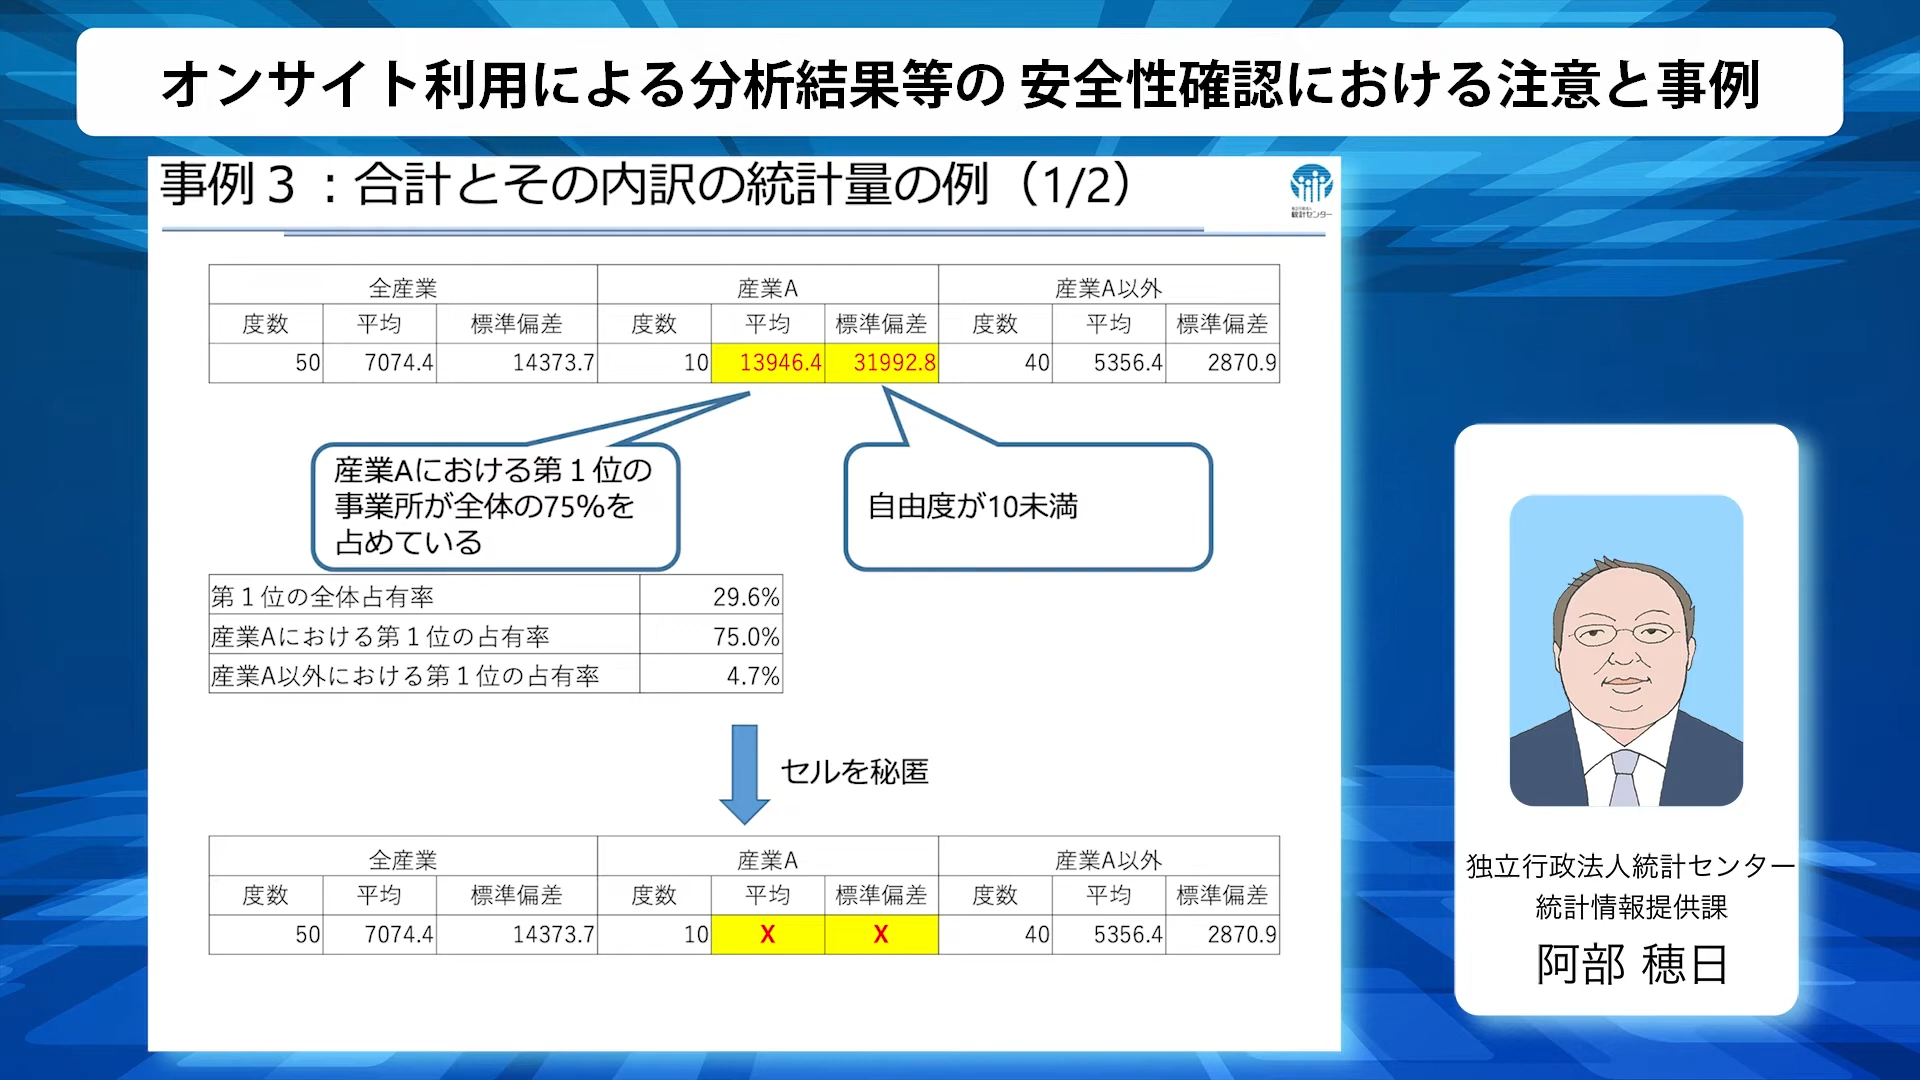 オンサイト利用による分析結果等の 安全性確認における注意と事例
事例３：合計とその内訳の統計量の例（1/2）
独立行政法人
統計センター
全産業 産業A 産業A以外
度数 平均 標準偏差 度数 平均 標準偏差 度数 平均 標準偏差
50 7074.4 14373.7 10 13946.4 31992.8 40 5356.4 2870.9
産業Aにおける第１位の
事業所が全体の75%を
占めている
自由度が10未満
第１位の全体占有率 29.6%
産業Aにおける第１位の占有率 75.0%
産業A以外における第１位の占有率 4.7%
セルを秘匿
全産業 産業A 産業A以外
度数 平均 標準偏差 度数 平均 標準偏差 度数 平均 標準偏差
50 7074.4 14373.7 10 X X 40 5356.4 2870.9
独立行政法人統計センター
統計情報提供課
阿部 穂日